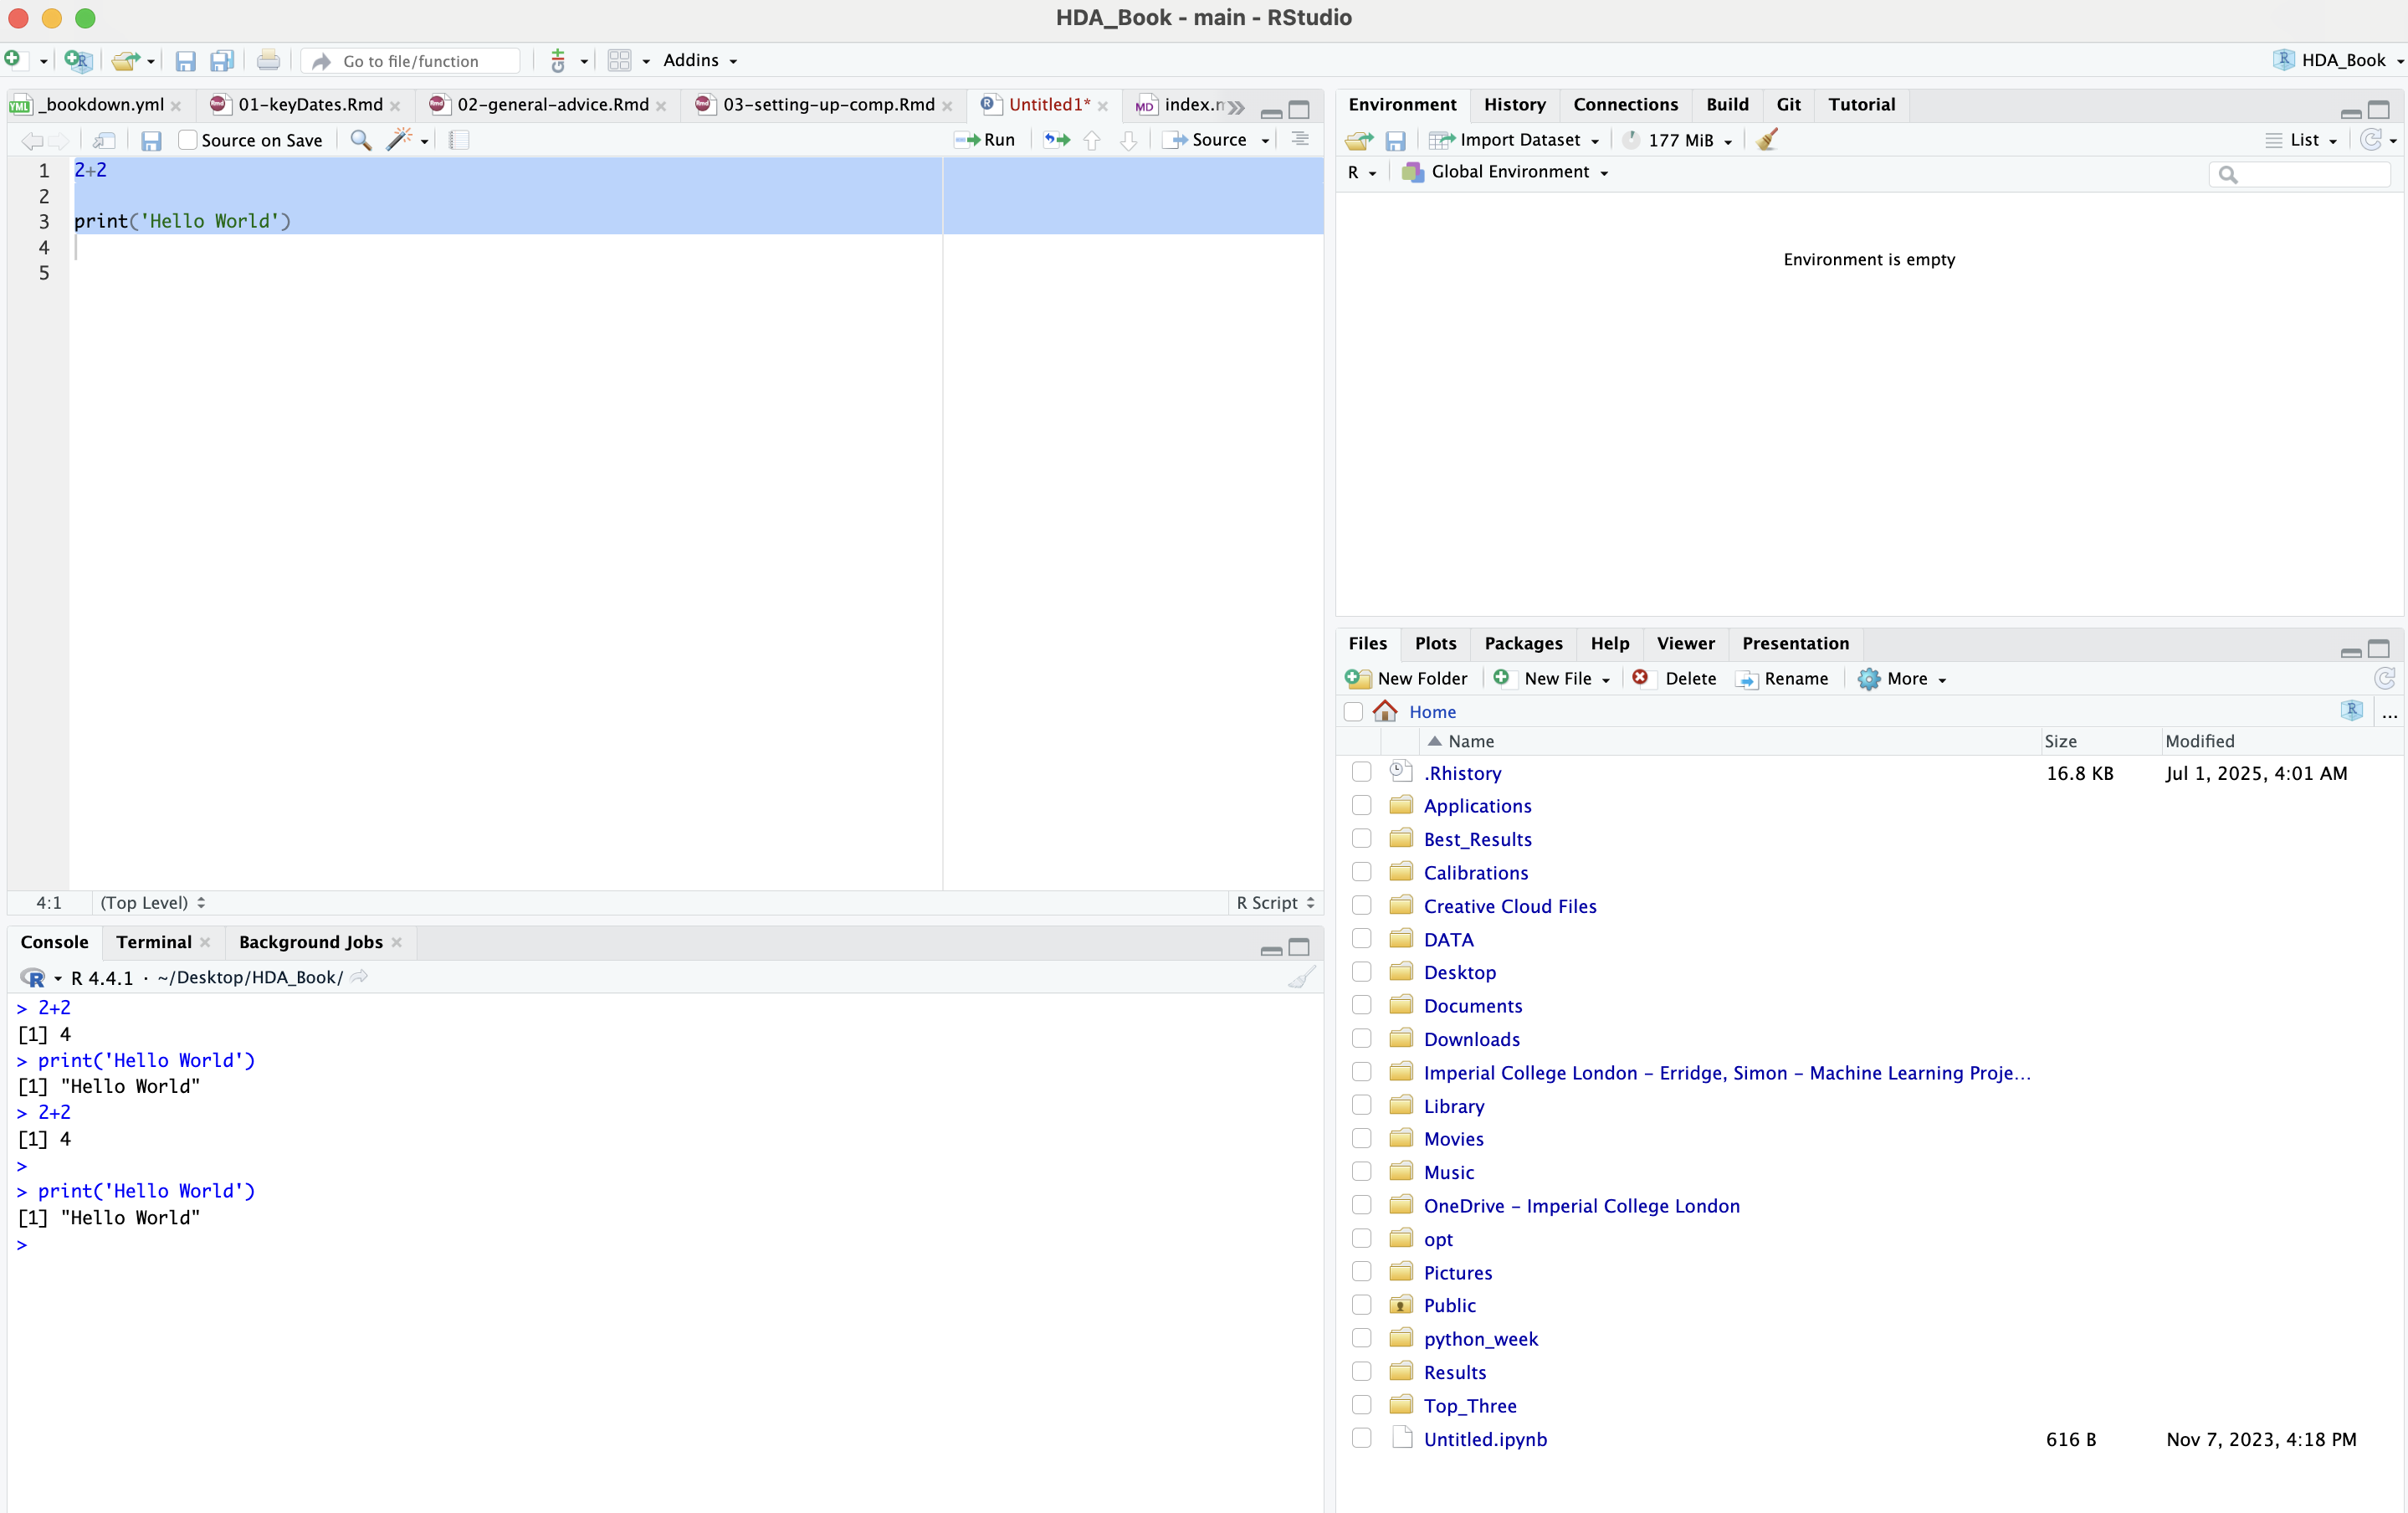 HDA_Book - main - RStudio
Go to file/function
Addins
HDA_Book
_bookdown.yml
01-keyDates.Rmd
02-general-advice.Rmd
03-setting-up-comp.Rmd
Untitled1*
index.m
Source on Save
Run
Source
1 2+2
2
3 print('Hello World')
4
5
4:1 (Top Level)
R Script
Console Terminal Background Jobs
R 4.4.1 · ~/Desktop/HDA_Book/
> 2+2
[1] 4
> print('Hello World')
[1] "Hello World"
> 2+2
[1] 4
>
> print('Hello World')
[1] "Hello World"
>
Environment History Connections Build Git Tutorial
Import Dataset 177 MiB List
R Global Environment
Environment is empty
Files Plots Packages Help Viewer Presentation
New Folder New File Delete Rename More
Home R ...
Name Size Modified
.Rhistory 16.8 KB Jul 1, 2025, 4:01 AM
Applications
Best_Results
Calibrations
Creative Cloud Files
DATA
Desktop
Documents
Downloads
Imperial College London – Erridge, Simon – Machine Learning Proje...
Library
Movies
Music
OneDrive – Imperial College London
opt
Pictures
Public
python_week
Results
Top_Three
Untitled.ipynb 616 B Nov 7, 2023, 4:18 PM